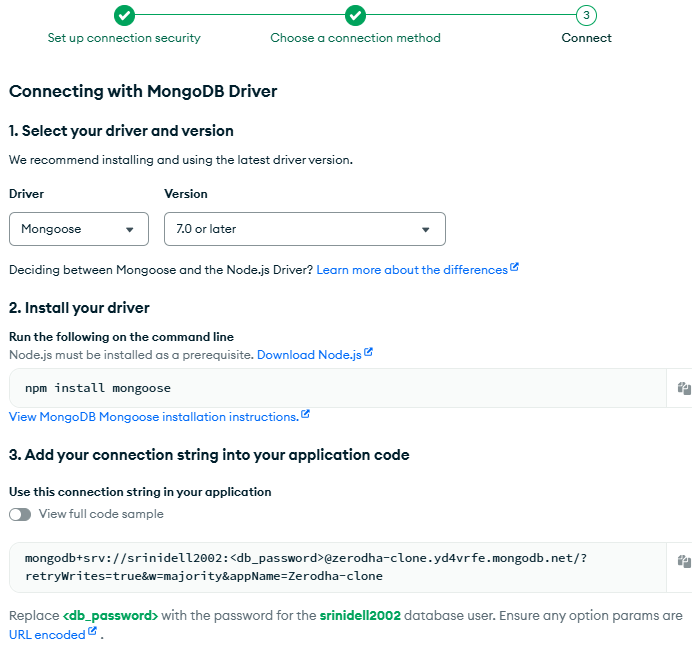 3
Set up connection security
Choose a connection method
Connect
Connecting with MongoDB Driver
1. Select your driver and version
We recommend installing and using the latest driver version.
Driver
Version
Mongoose
7.0 or later
Deciding between Mongoose and the Node.js Driver? Learn more about the differences
2. Install your driver
Run the following on the command line
Node.js must be installed as a prerequisite. Download Node.js
npm install mongoose
View MongoDB Mongoose installation instructions.
3. Add your connection string into your application code
Use this connection string in your application
View full code sample
mongodb+srv://srinidell2002:<db_password>@zerodha-clone.yd4vrfe.mongodb.net/?
retryWrites=true&w=majority&appName=Zerodha-clone
Replace <db_password> with the password for the srinidell2002 database user. Ensure any option params are
URL encoded .